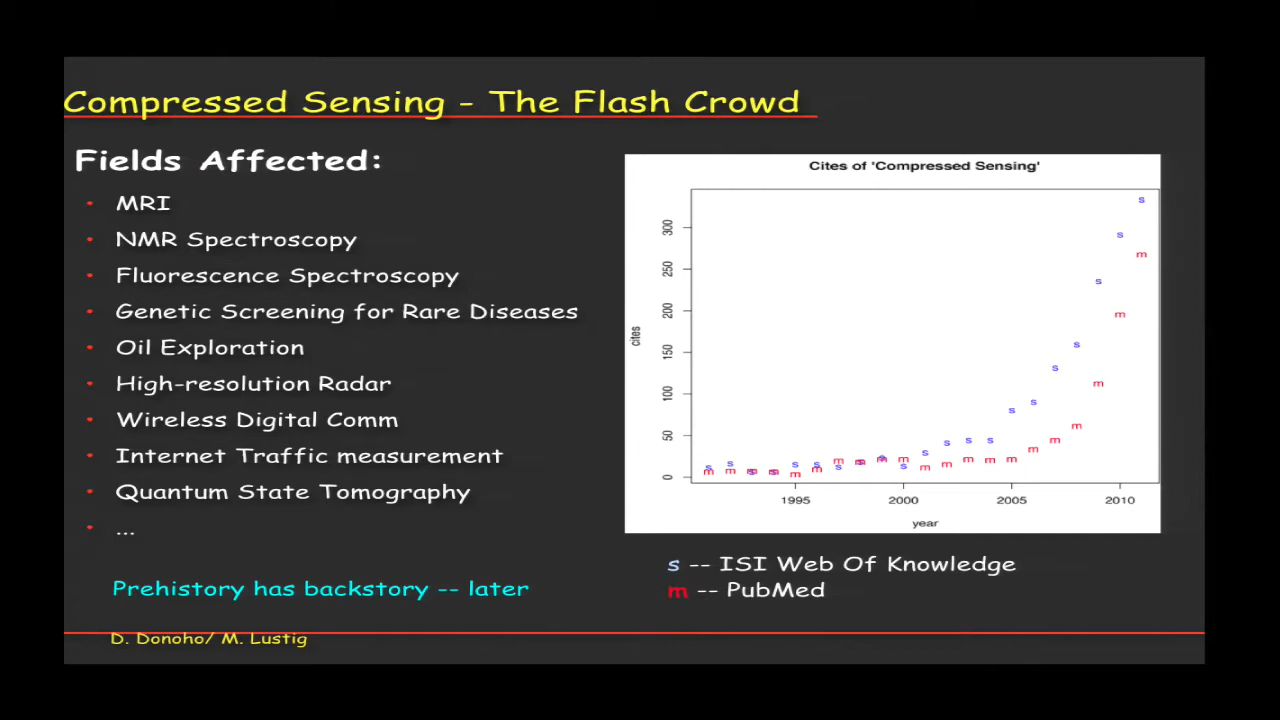 Compressed Sensing - The Flash Crowd
Fields Affected:
• MRI
• NMR Spectroscopy
• Fluorescence Spectroscopy
• Genetic Screening for Rare Diseases
• Oil Exploration
• High-resolution Radar
• Wireless Digital Comm
• Internet Traffic measurement
• Quantum State Tomography
• ...
Prehistory has backstory -- later
D. Donoho/ M. Lustig
Cites of 'Compressed Sensing'
cites
300
250
200
150
100
50
0
1995 2000 2005 2010
year
s -- ISI Web Of Knowledge
m -- PubMed